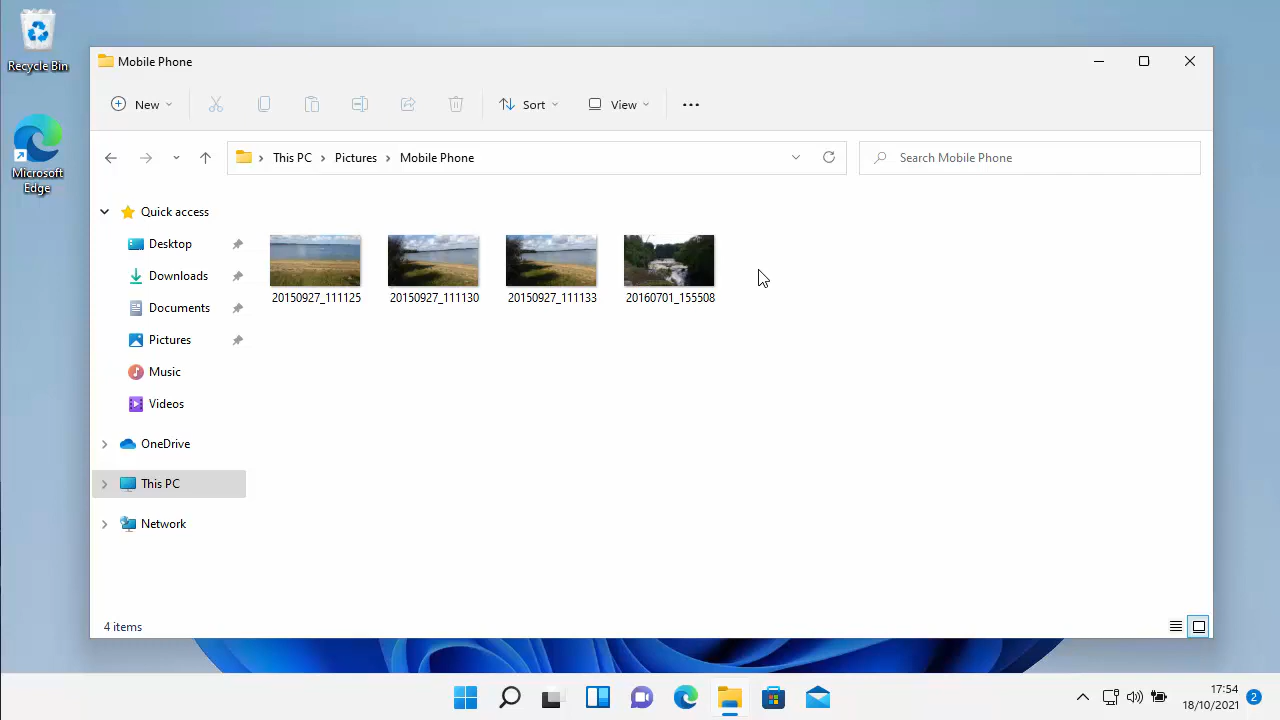 Recycle Bin
Microsoft
Edge
Mobile Phone
New
Sort
View
This PC
Pictures
Mobile Phone
Search Mobile Phone
Quick access
Desktop
Downloads
Documents
Pictures
Music
Videos
OneDrive
This PC
Network
20150927_111125
20150927_111130
20150927_111133
20160701_155508
4 items
17:54
18/10/2021
2